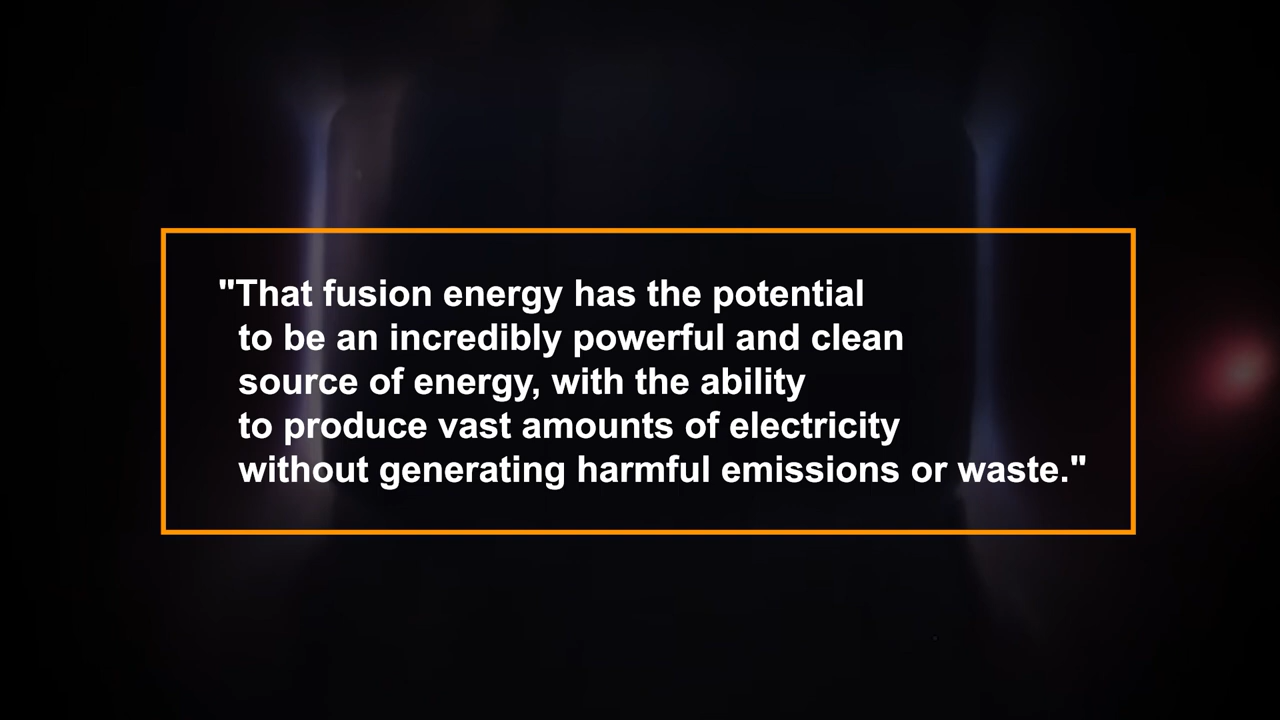 "That fusion energy has the potential
to be an incredibly powerful and clean
source of energy, with the ability
to produce vast amounts of electricity
without generating harmful emissions or waste."